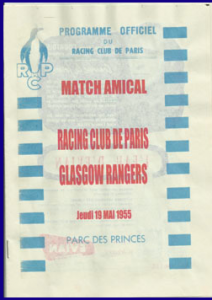 PROGRAMME OFFICIEL
DU
RACING CLUB DE PARIS
R P
C
MATCH AMICAL
RACING CLUB DE PARIS
GLASGOW RANGERS
Jeudi 19 MAI 1955
PARC DES PRINCES